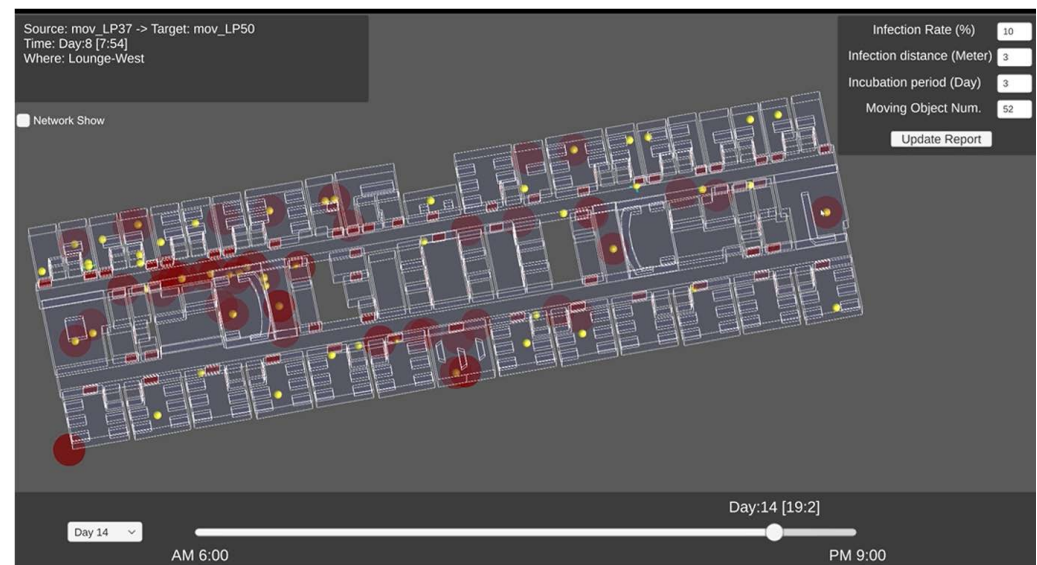 Source: mov_LP37 -> Target: mov_LP50
Time: Day:8 [7:54]
Where: Lounge-West
Network Show
Infection Rate (%) 10
Infection distance (Meter) 3
Incubation period (Day) 3
Moving Object Num. 52
Update Report
Day:14 [19:2]
Day 14
AM 6:00 PM 9:00